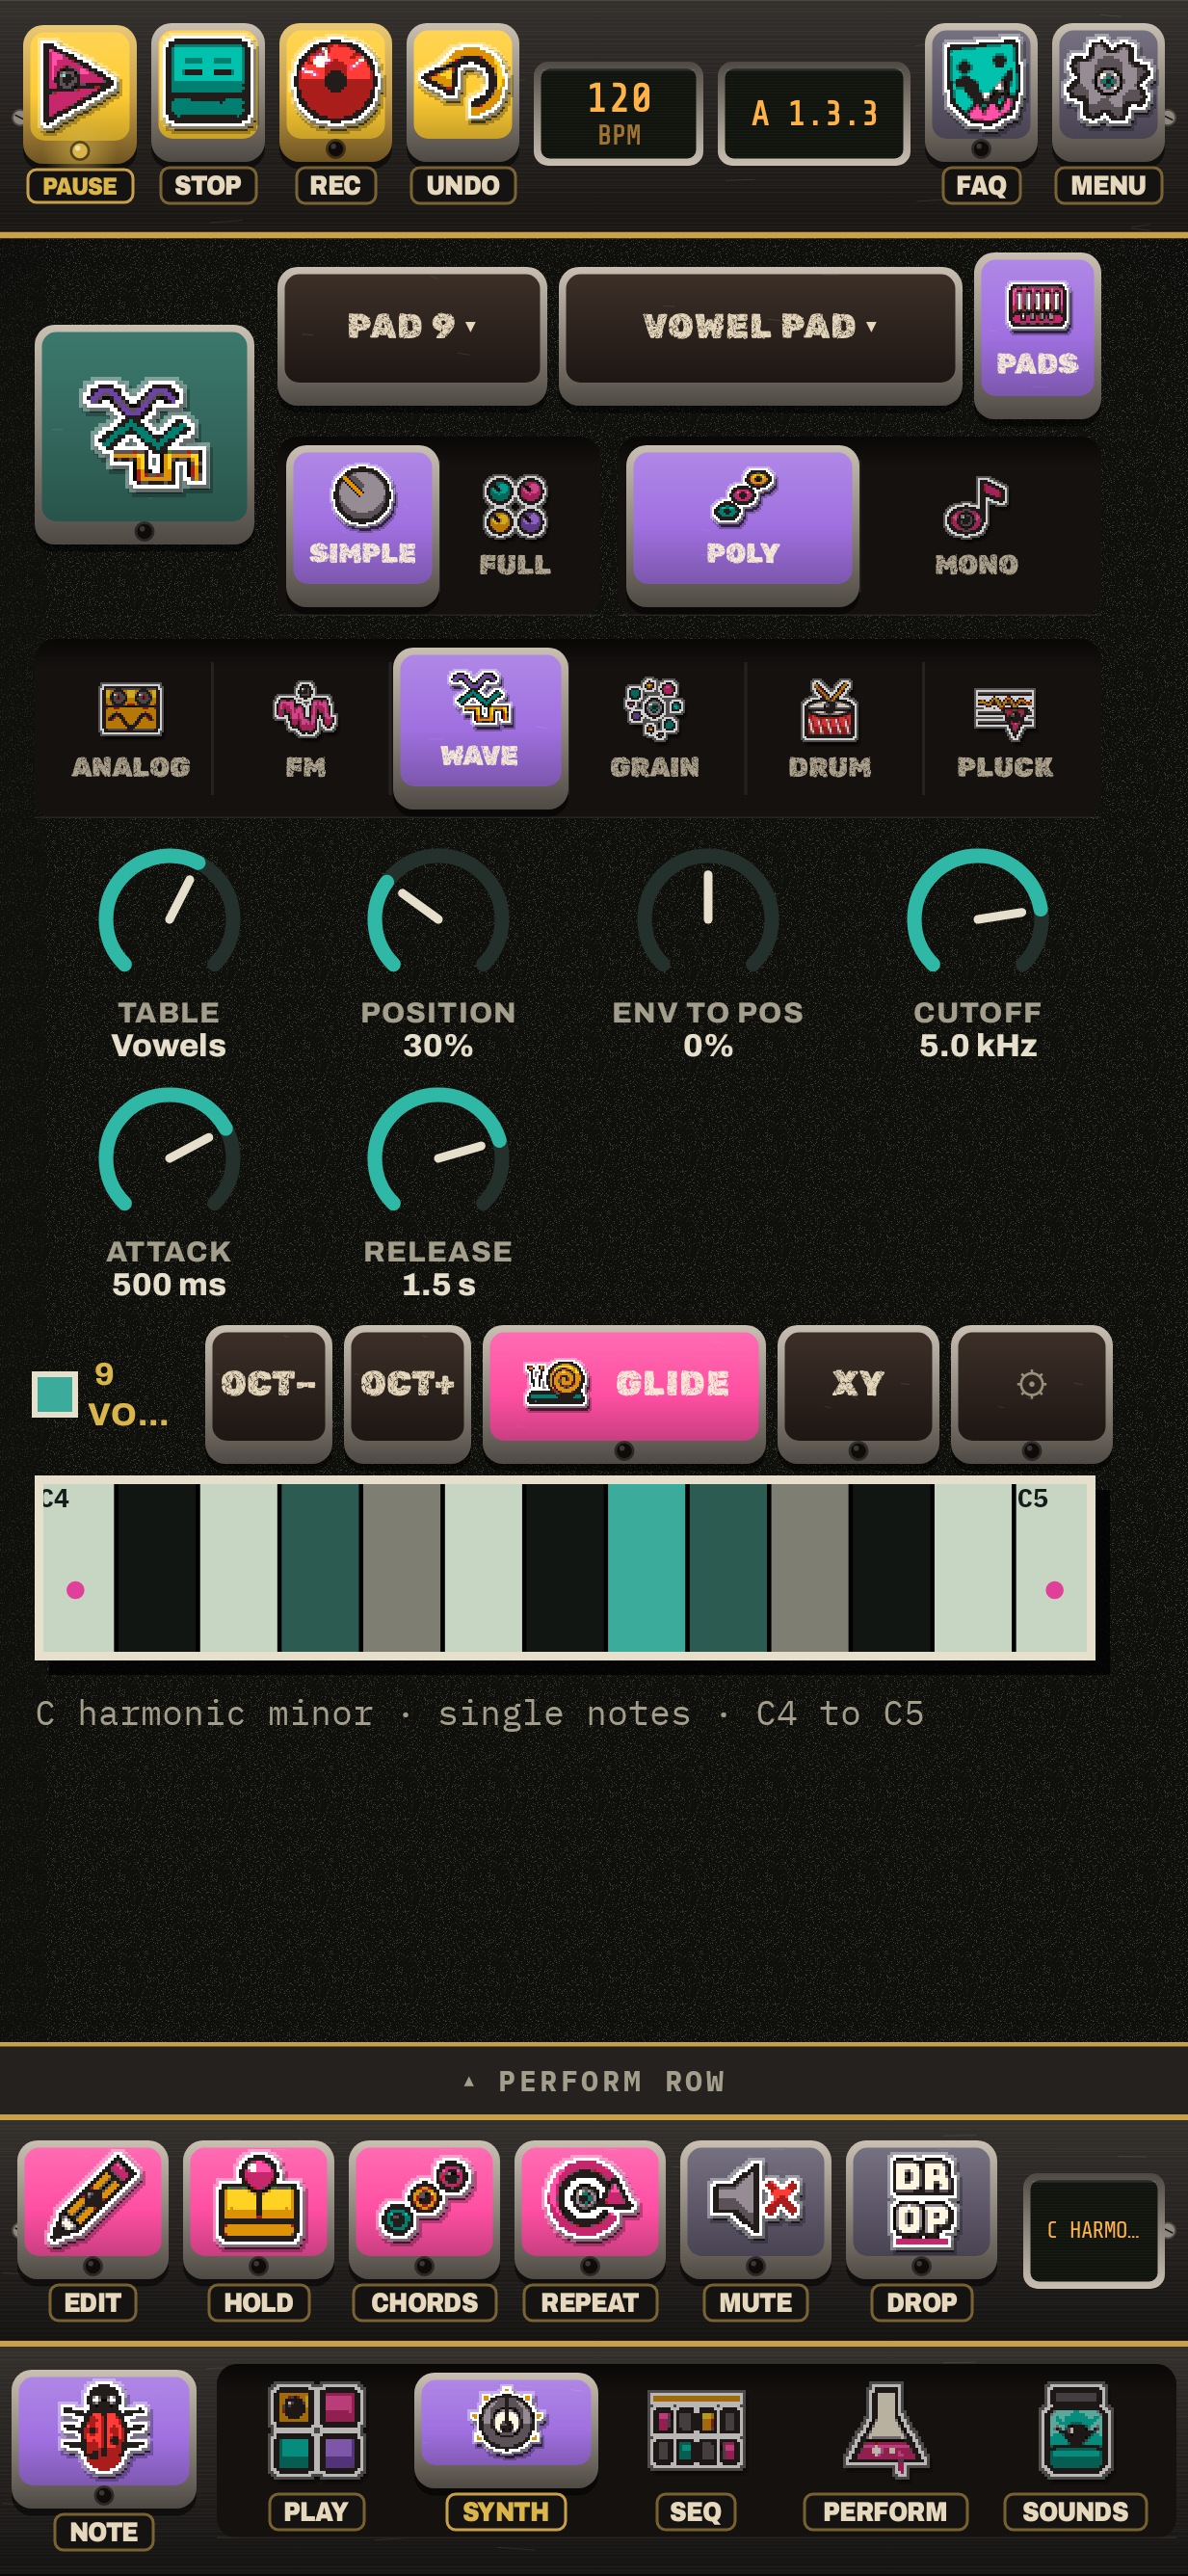 120
BPM
A 1.3.3
PAUSE STOP REC UNDO FAQ MENU
PAD 9 ▾ VOWEL PAD ▾ PADS
SIMPLE FULL POLY MONO
ANALOG FM WAVE GRAIN DRUM PLUCK
TABLE POSITION ENV TO POS CUTOFF
Vowels 30% 0% 5.0 kHz
ATTACK RELEASE
500 ms 1.5 s
9
VO...
OCT- OCT+ GLIDE XY
C4 C5
C harmonic minor · single notes · C4 to C5
▴ PERFORM ROW
DR
OP
C HARMO…
EDIT HOLD CHORDS REPEAT MUTE DROP
NOTE PLAY SYNTH SEQ PERFORM SOUNDS